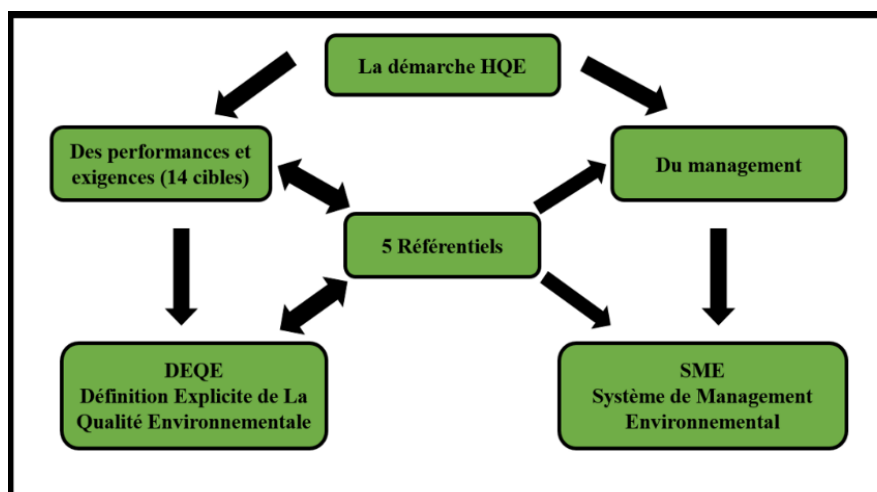 La démarche HQE
Des performances et
exigences (14 cibles)
Du management
5 Référentiels
DEQE
Définition Explicite de La
Qualité Environnementale
SME
Système de Management
Environnemental